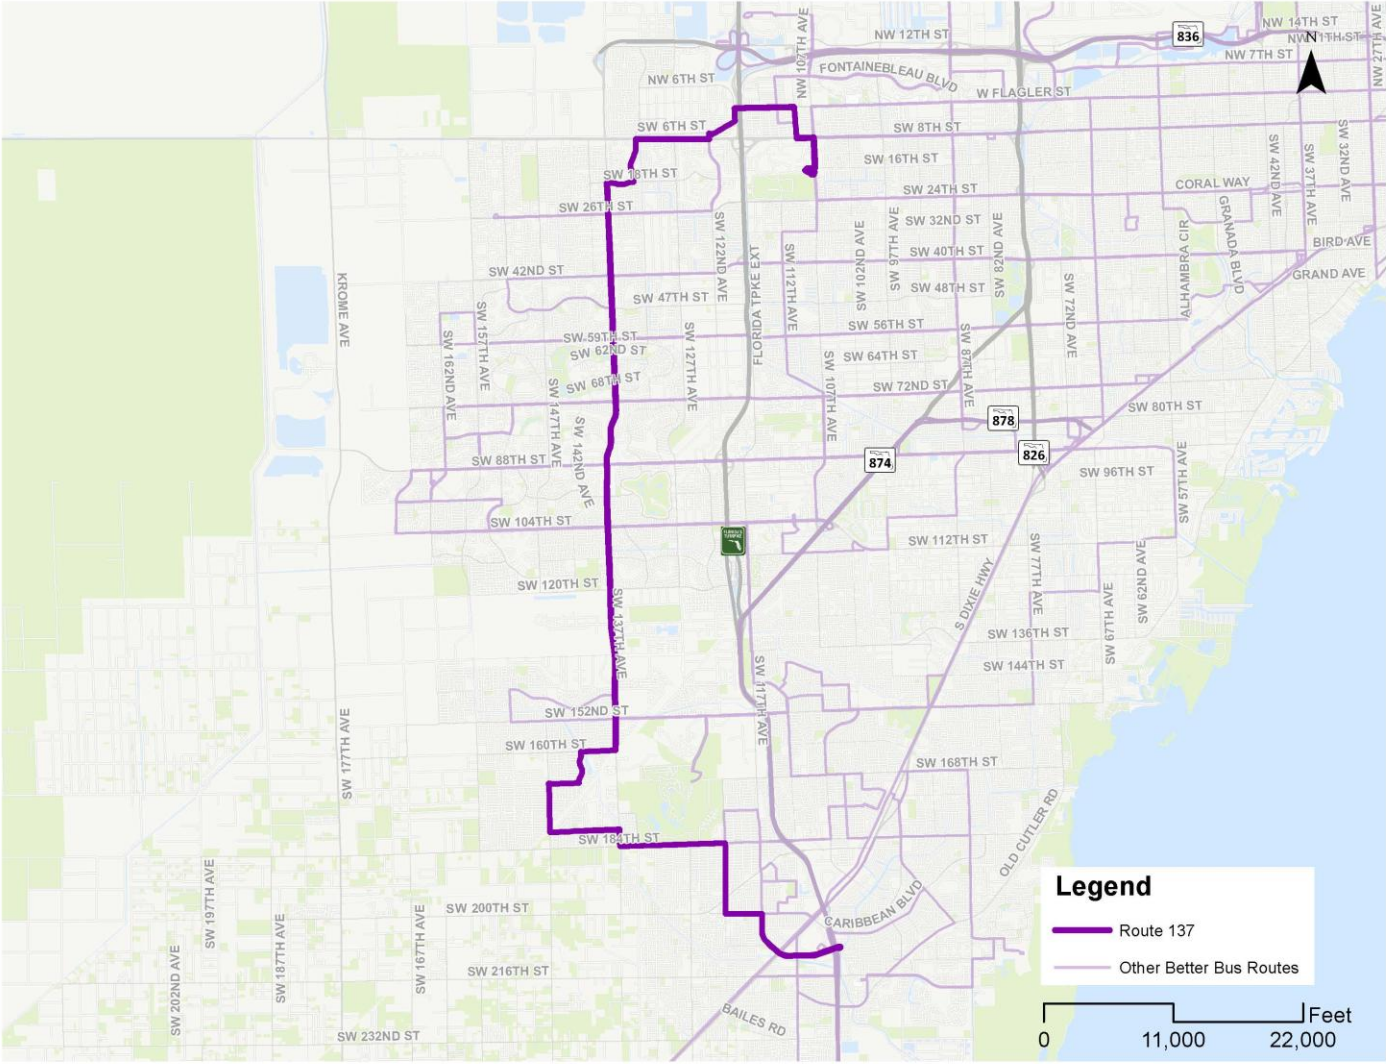 NW 14TH ST
836
NW 12TH ST
N
NW 11TH ST
NW 107TH AVE
NW 27TH AVE
NW 7TH ST
FONTAINEBLEAU BLVD
NW 6TH ST
W FLAGLER ST
SW 6TH ST
SW 8TH ST
SW 16TH ST
SW 18TH ST
SW 42ND AVE
SW 37TH AVE
SW 32ND AVE
SW 24TH ST
CORAL WAY
SW 26TH ST
SW 32ND ST
SW 122ND AVE
FLORIDA TPKE EXT
SW 112TH AVE
SW 102ND AVE
SW 97TH AVE
SW 82ND AVE
ALHAMBRA CIR
GRANADA BLVD
BIRD AVE
SW 40TH ST
SW 42ND ST
GRAND AVE
KROME AVE
SW 48TH ST
SW 47TH ST
SW 72ND AVE
SW 162ND AVE
SW 157TH AVE
SW 56TH ST
SW 59TH ST
SW 62ND ST
SW 127TH AVE
SW 87TH AVE
SW 64TH ST
SW 68TH ST
SW 72ND ST
SW 107TH AVE
SW 147TH AVE
SW 142ND AVE
SW 80TH ST
878
874
826
SW 88TH ST
SW 96TH ST
SW 57TH AVE
SW 104TH ST
FLORIDA'S
TURNPIKE
SW 112TH ST
SW 120TH ST
SW 77TH AVE
SW 62ND AVE
SW 67TH AVE
S DIXIE HWY
SW 137TH AVE
SW 136TH ST
SW 144TH ST
SW 117TH AVE
SW 152ND ST
SW 177TH AVE
SW 160TH ST
SW 168TH ST
OLD CUTLER RD
SW 184TH ST
CARIBBEAN BLVD
SW 197TH AVE
SW 200TH ST
SW 187TH AVE
SW 167TH AVE
SW 202ND AVE
SW 216TH ST
BAILES RD
SW 232ND ST
Legend
Route 137
Other Better Bus Routes
Feet
0 11,000 22,000